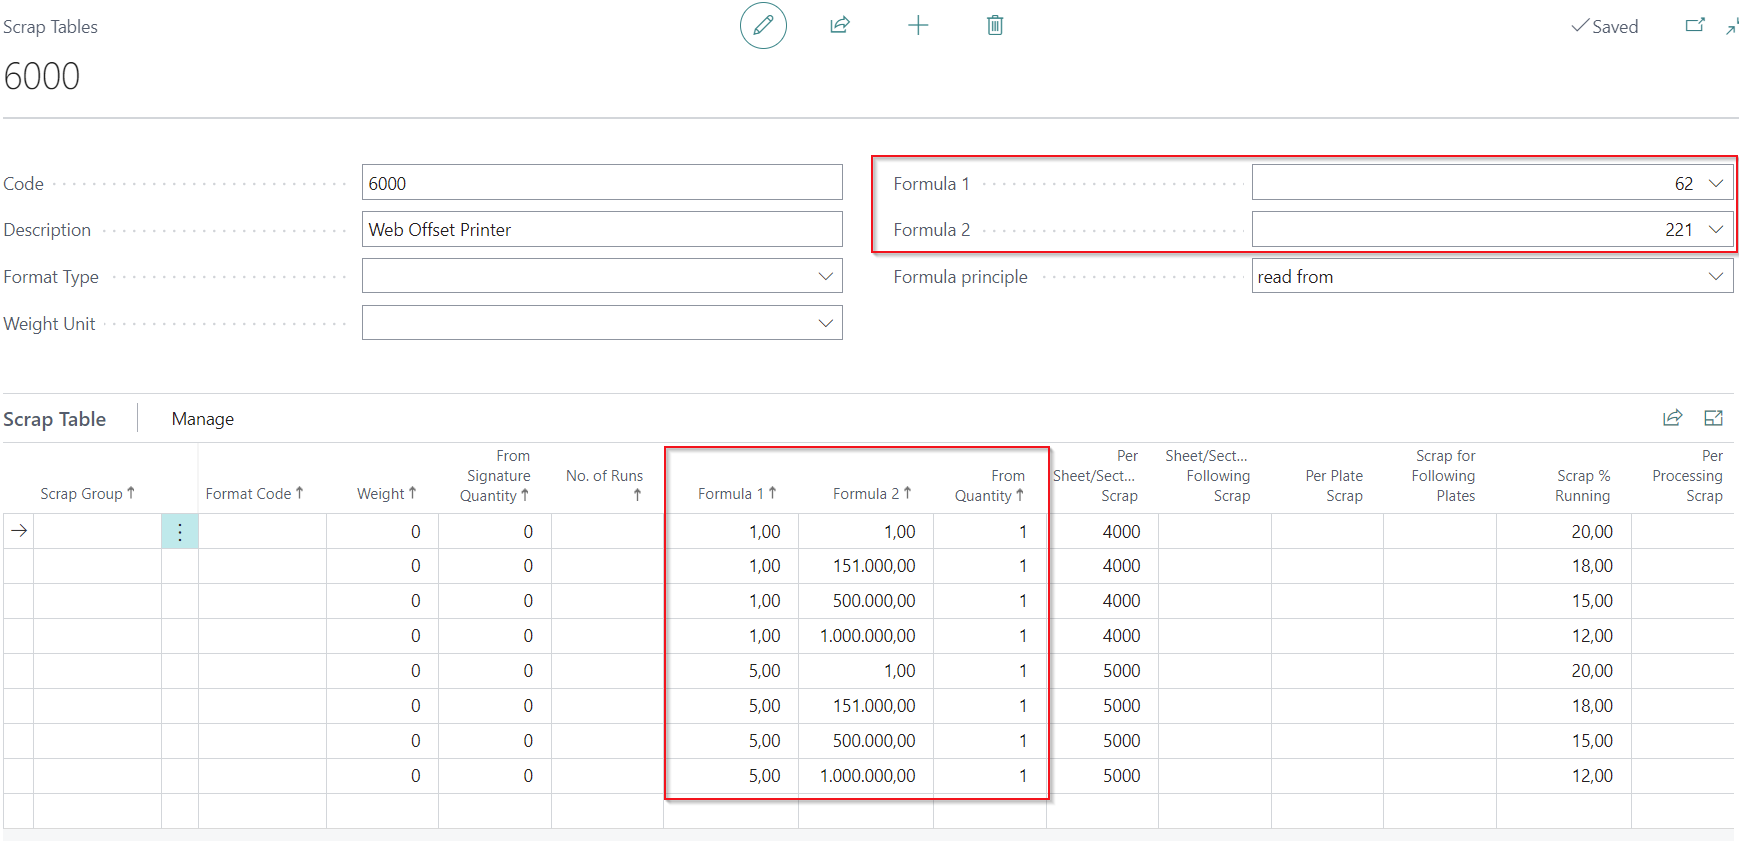 Scrap Tables
Saved
6000
Code 6000
Description Web Offset Printer
Format Type
Weight Unit
Formula 1 62
Formula 2 221
Formula principle read from
Scrap Table Manage
Scrap Group ↑ Format Code ↑ Weight ↑ From Signature Quantity ↑ No. of Runs ↑ Formula 1 ↑ Formula 2 ↑ From Quantity ↑ Per Sheet/Sect... Scrap Sheet/Sect... Following Scrap Per Plate Scrap Scrap for Following Plates Scrap % Running Per Processing Scrap
0 0 1,00 1,00 1 4000 20,00
0 0 1,00 151.000,00 1 4000 18,00
0 0 1,00 500.000,00 1 4000 15,00
0 0 1,00 1.000.000,00 1 4000 12,00
0 0 5,00 1,00 1 5000 20,00
0 0 5,00 151.000,00 1 5000 18,00
0 0 5,00 500.000,00 1 5000 15,00
0 0 5,00 1.000.000,00 1 5000 12,00